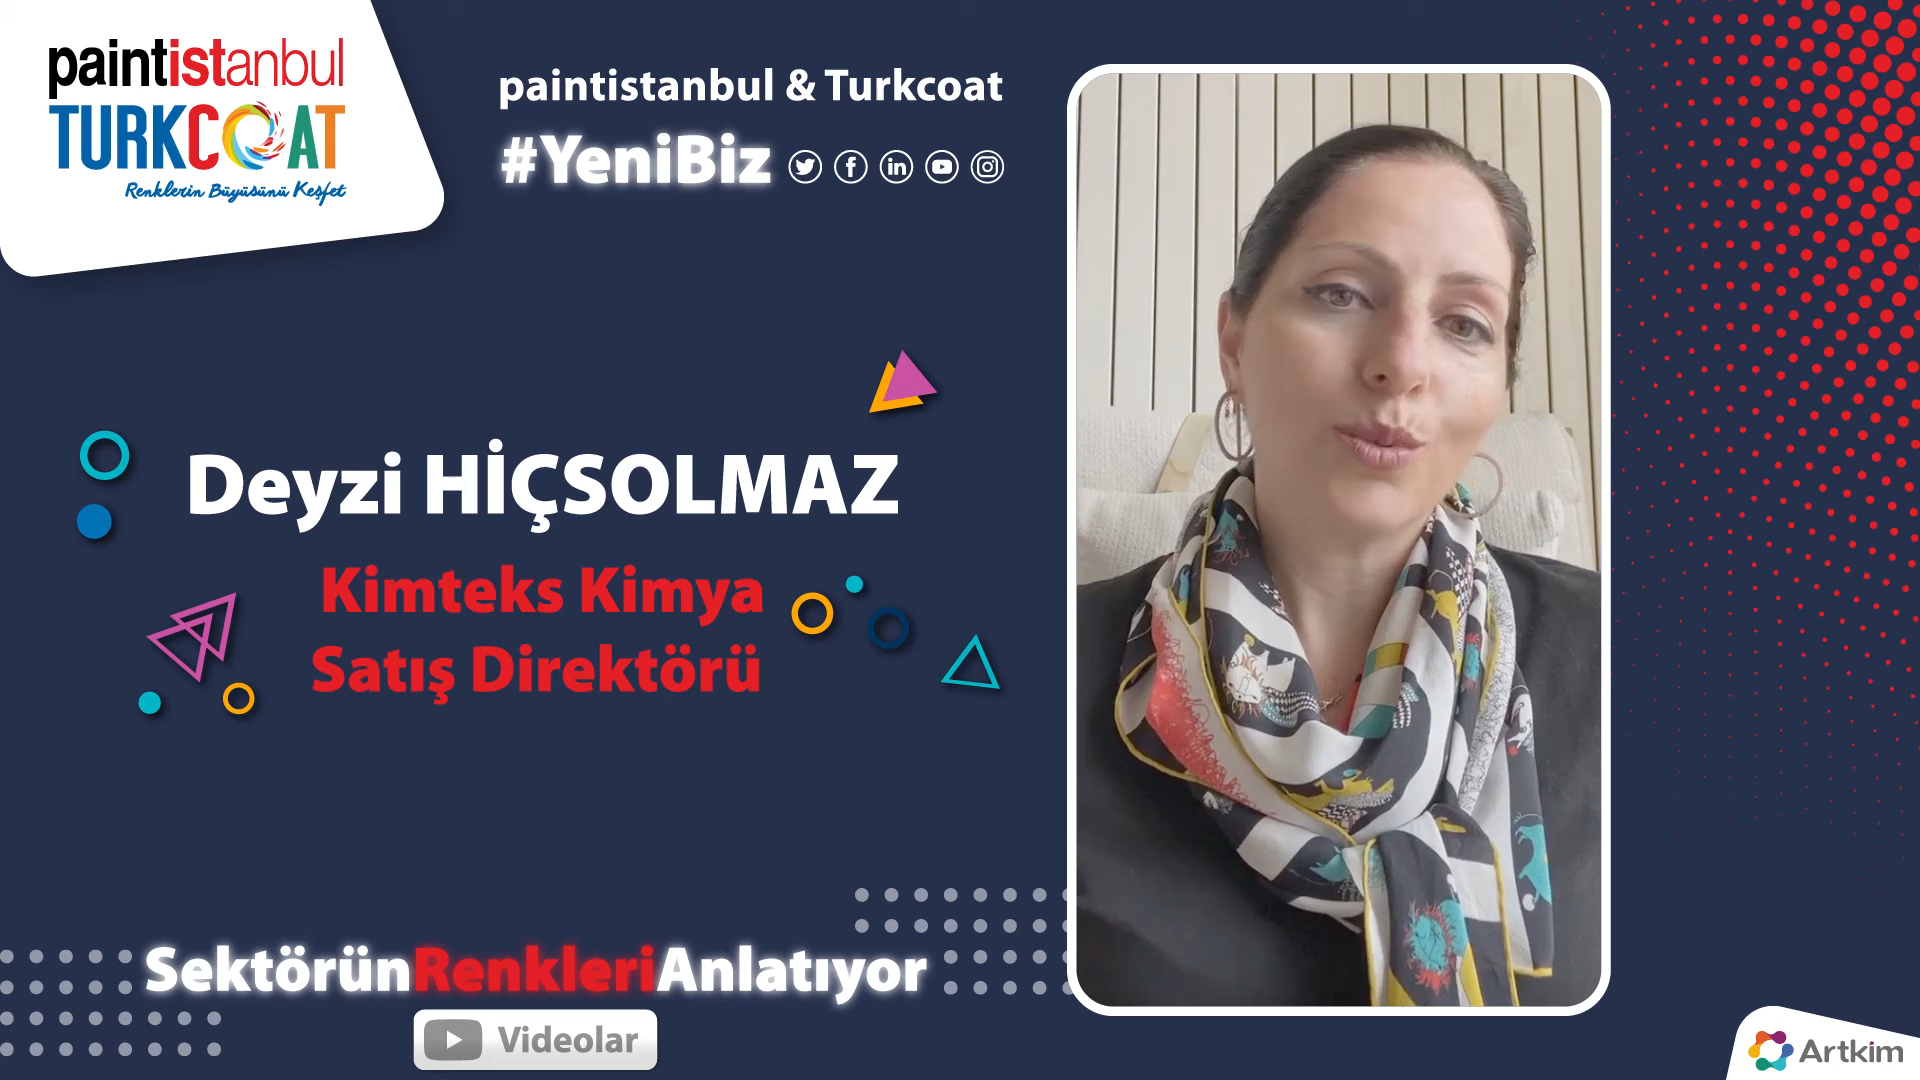 paintistanbul
TURKCOAT
Renklerin Büyüsünü Keşfet
paintistanbul & Turkcoat
#YeniBiz
Deyzi HİÇSOLMAZ
Kimteks Kimya
Satış Direktörü
SektörünRenkleriAnlatıyor
Videolar
Artkim